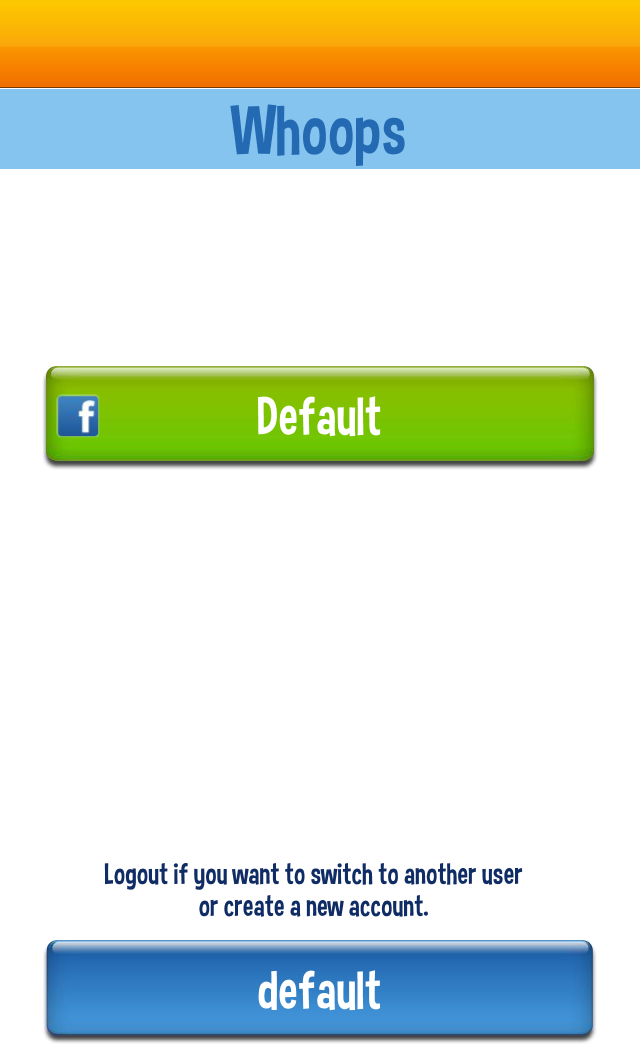 Whoops
f Default
Logout if you want to switch to another user
or create a new account.
default